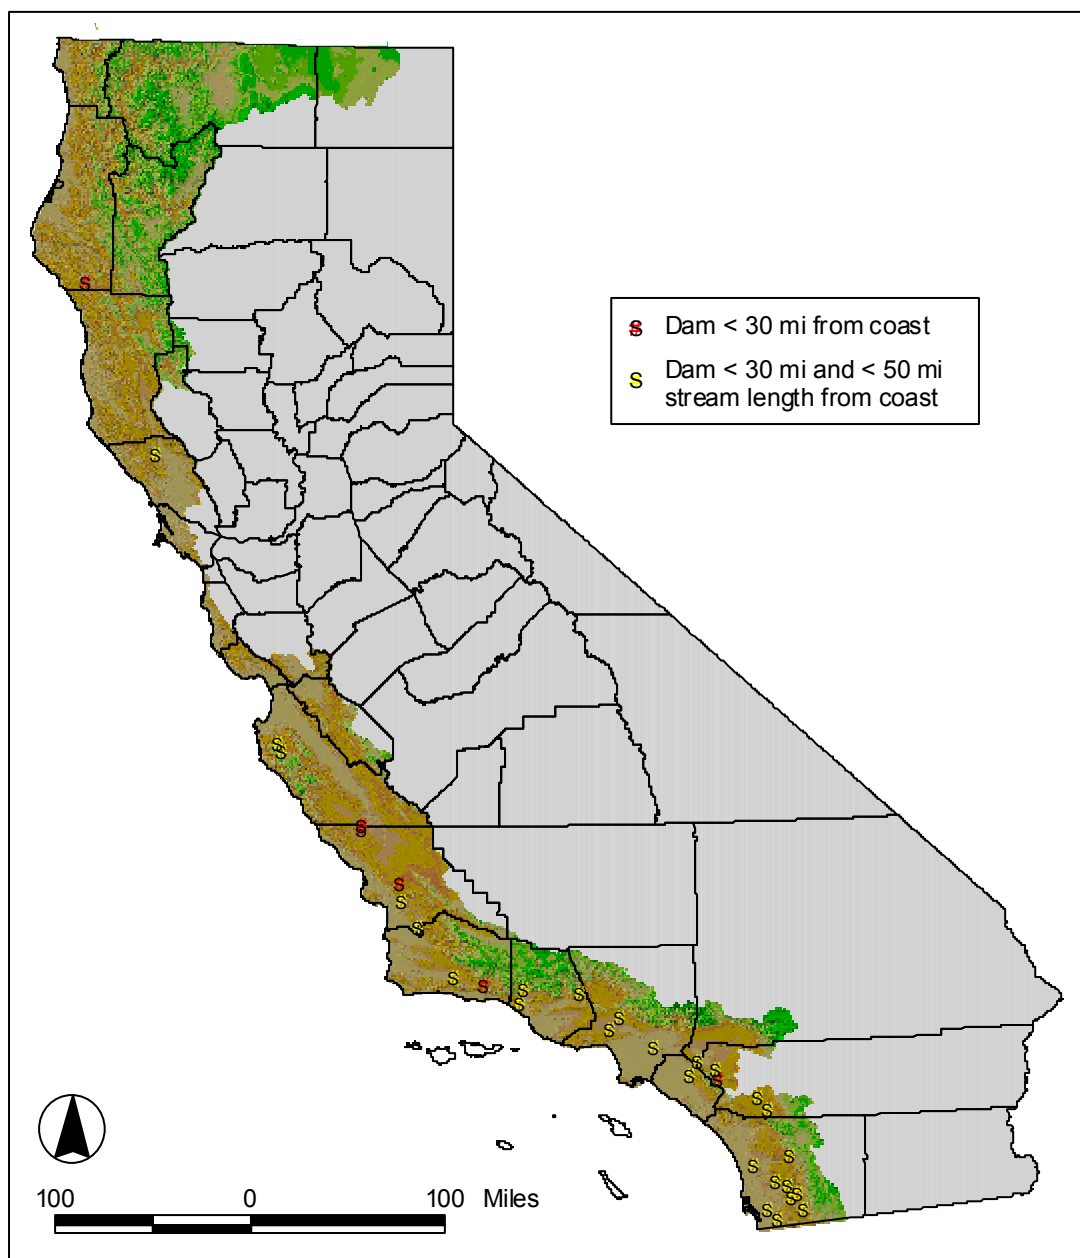 Dam < 30 mi from coast
Dam < 30 mi and < 50 mi
stream length from coast
100 0 100 Miles